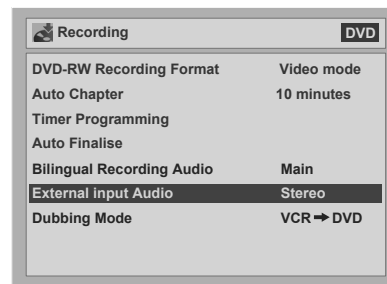 Recording DVD
DVD-RW Recording Format Video mode
Auto Chapter 10 minutes
Timer Programming
Auto Finalise
Bilingual Recording Audio Main
External input Audio Stereo
Dubbing Mode VCR➡DVD